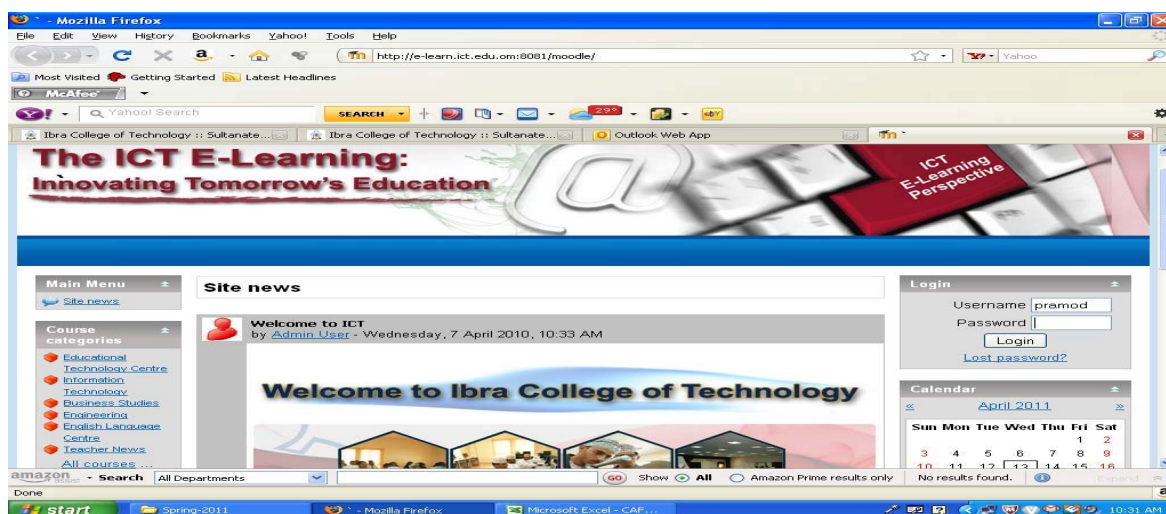 ` - Mozilla Firefox
File Edit View History Bookmarks Yahoo! Tools Help
http://e-learn.ict.edu.om:8081/moodle/
Yahoo
Most Visited Getting Started Latest Headlines
McAfee
Yahoo! Search SEARCH 29°
Ibra College of Technology :: Sultanate... Ibra College of Technology :: Sultanate... Outlook Web App `
The ICT E-Learning:
Innovating Tomorrow's Education
ICT
E-Learning
Perspective
Main Menu
Site news
Course
categories
Educational
Technology Centre
Information
Technology
Business Studies
Engineering
English Language
Centre
Teacher News
All courses ...
Site news
Welcome to ICT
by Admin User - Wednesday, 7 April 2010, 10:33 AM
Welcome to Ibra College of Technology
Login
Username pramod
Password
Login
Lost password?
Calendar
« April 2011 »
Sun Mon Tue Wed Thu Fri Sat
1 2
3 4 5 6 7 8 9
10 11 12 13 14 15 16
amazon Search All Departments GO Show All Amazon Prime results only No results found. Expand
Done
start Spring-2011 ` - Mozilla Firefox Microsoft Excel - CAF... 10:31 AM